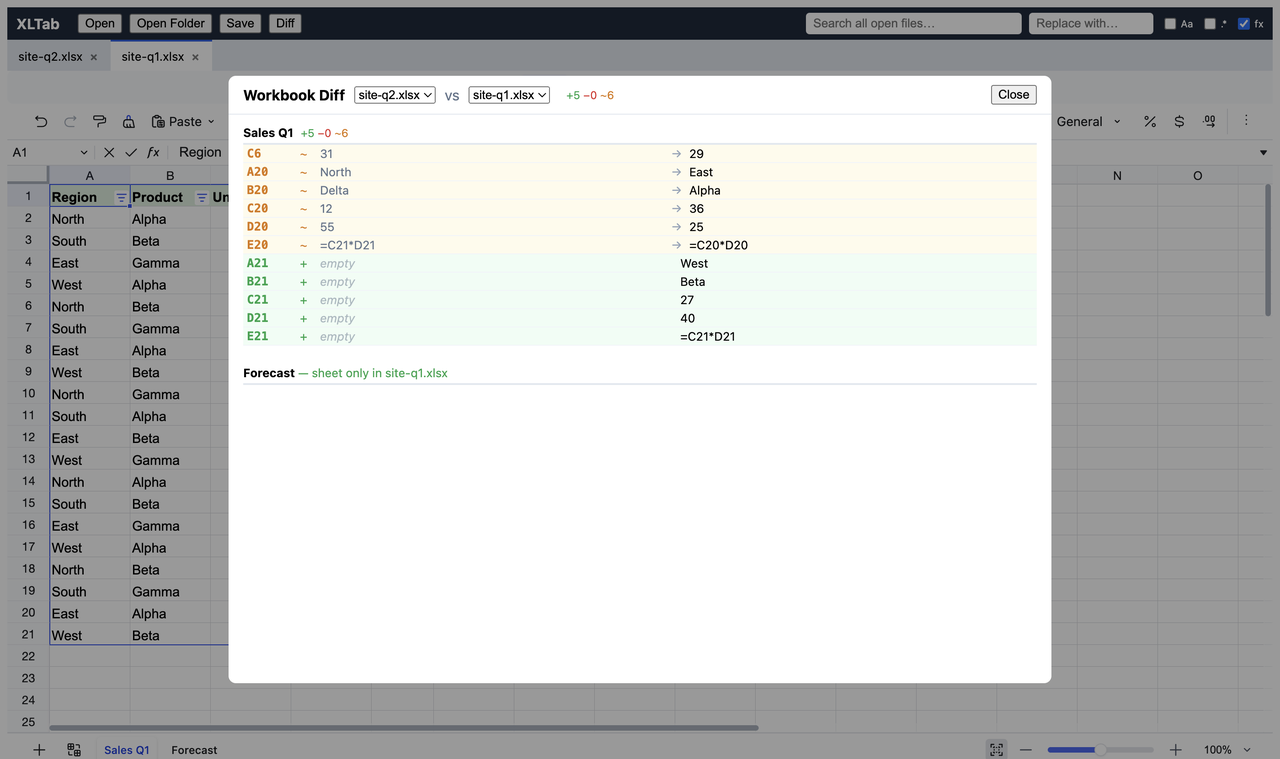 XLTab Open Open Folder Save Diff Search all open files… Replace with… Aa .* fx
site-q2.xlsx × site-q1.xlsx ×
Workbook Diff site-q2.xlsx vs site-q1.xlsx +5 −0 ~6 Close
Paste General % $ .00
Sales Q1 +5 −0 ~6
A1 fx Region
C6 ~ 31 → 29
A20 ~ North → East
B20 ~ Delta → Alpha
C20 ~ 12 → 36
D20 ~ 55 → 25
E20 ~ =C21*D21 → =C20*D20
A21 + empty West
B21 + empty Beta
C21 + empty 27
D21 + empty 40
E21 + empty =C21*D21
Forecast — sheet only in site-q1.xlsx
A B N O
1 Region Product Un
2 North Alpha
3 South Beta
4 East Gamma
5 West Alpha
6 North Beta
7 South Gamma
8 East Alpha
9 West Beta
10 North Gamma
11 South Alpha
12 East Beta
13 West Gamma
14 North Alpha
15 South Beta
16 East Gamma
17 West Alpha
18 North Beta
19 South Gamma
20 East Alpha
21 West Beta
22
23
24
25
Sales Q1 Forecast 100%